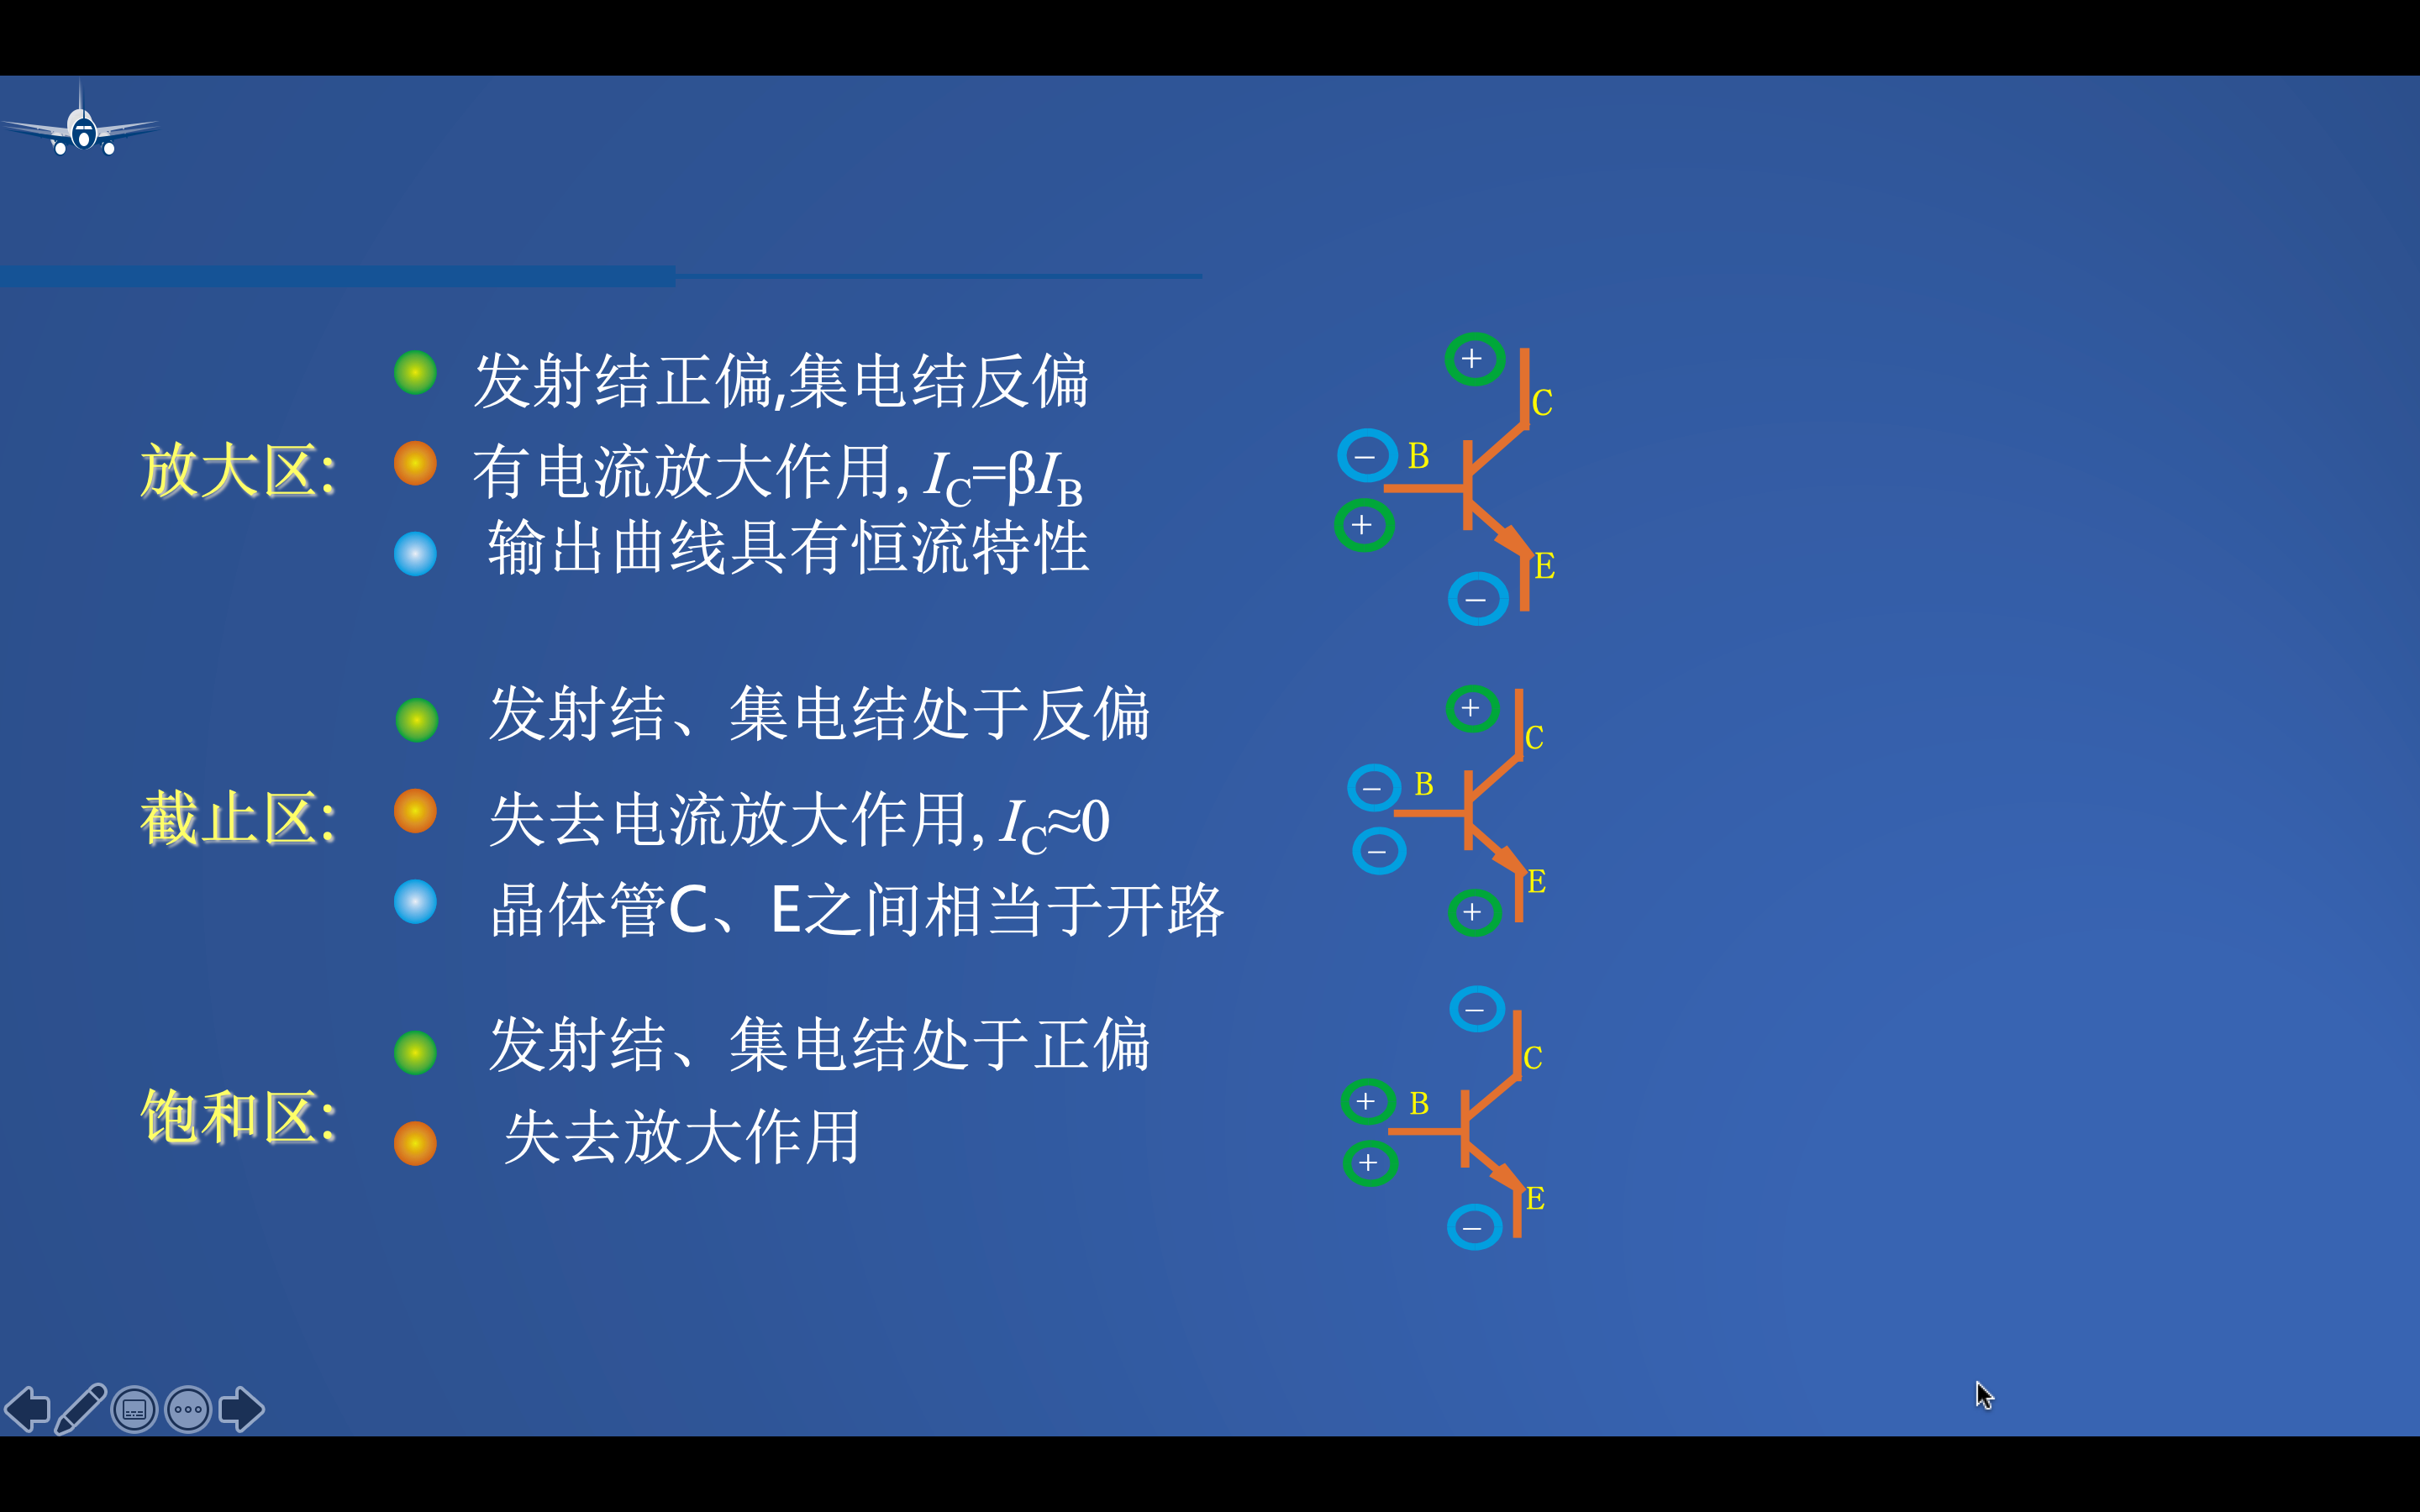 发射结正偏,集电结反偏
放大区:
有电流放大作用, IC=βIB
输出曲线具有恒流特性
+
C
−
B
+
E
−
发射结、集电结处于反偏
截止区:
失去电流放大作用, IC≈0
晶体管C、E之间相当于开路
+
C
−
B
−
E
+
发射结、集电结处于正偏
饱和区:
失去放大作用
−
C
+
B
+
E
−